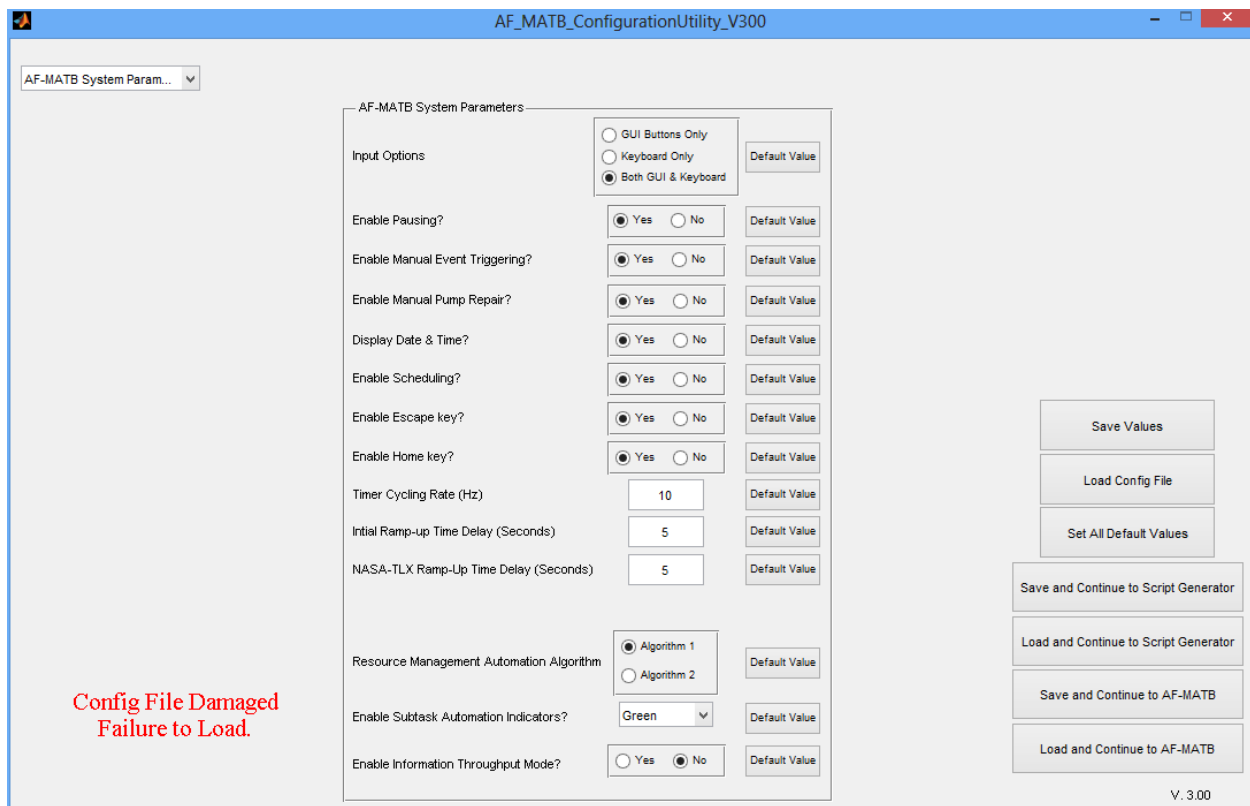 AF_MATB_ConfigurationUtility_V300
AF-MATB System Param...
AF-MATB System Parameters
Input Options
GUI Buttons Only
Keyboard Only
Both GUI & Keyboard
Default Value
Enable Pausing?
Yes No
Default Value
Enable Manual Event Triggering?
Yes No
Default Value
Enable Manual Pump Repair?
Yes No
Default Value
Display Date & Time?
Yes No
Default Value
Enable Scheduling?
Yes No
Default Value
Enable Escape key?
Yes No
Default Value
Enable Home key?
Yes No
Default Value
Timer Cycling Rate (Hz)
10
Default Value
Intial Ramp-up Time Delay (Seconds)
5
Default Value
NASA-TLX Ramp-Up Time Delay (Seconds)
5
Default Value
Resource Management Automation Algorithm
Algorithm 1
Algorithm 2
Default Value
Enable Subtask Automation Indicators?
Green
Default Value
Enable Information Throughput Mode?
Yes No
Default Value
Config File Damaged
Failure to Load.
Save Values
Load Config File
Set All Default Values
Save and Continue to Script Generator
Load and Continue to Script Generator
Save and Continue to AF-MATB
Load and Continue to AF-MATB
V. 3.00